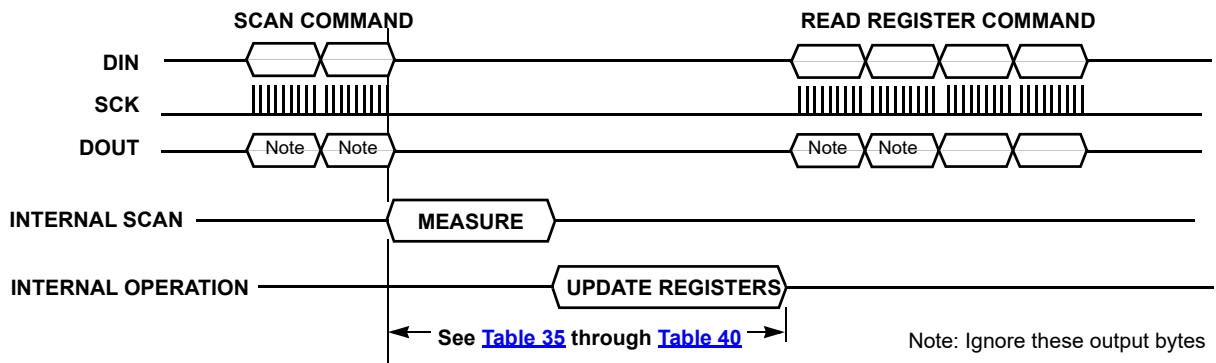 SCAN COMMAND
READ REGISTER COMMAND
DIN
SCK
DOUT
Note
Note
Note
Note
INTERNAL SCAN
MEASURE
INTERNAL OPERATION
UPDATE REGISTERS
See Table 35 through Table 40
Note: Ignore these output bytes